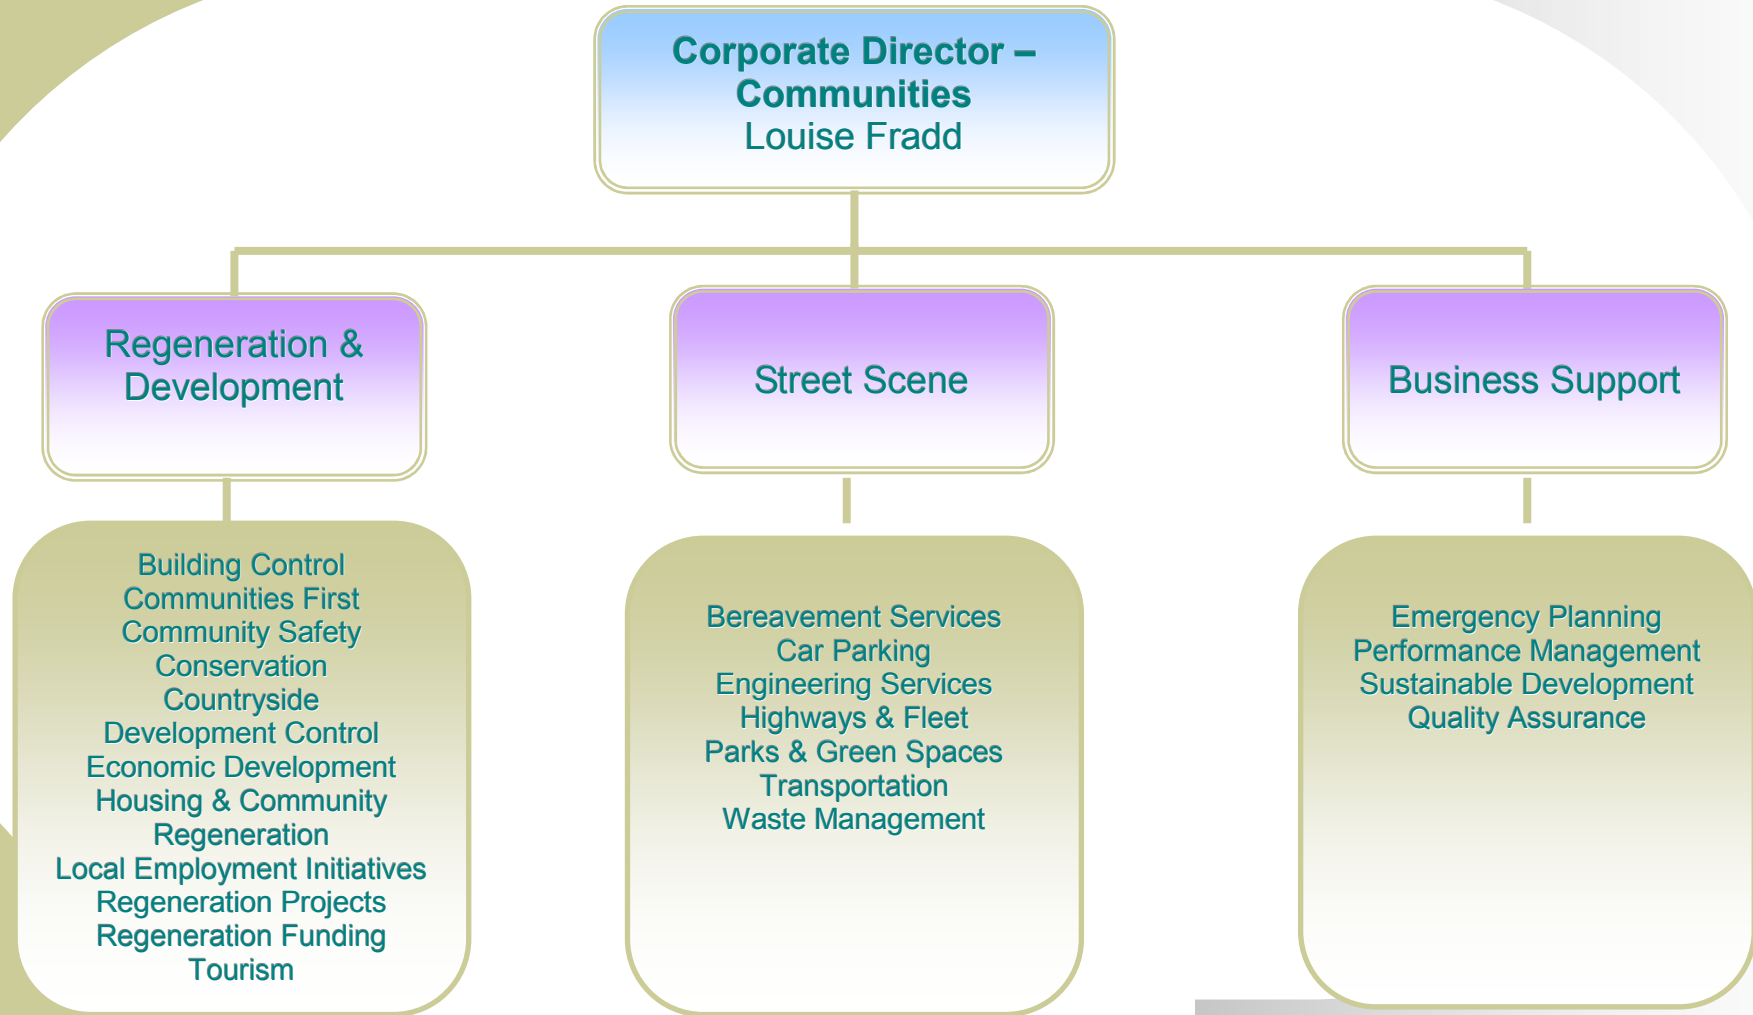 Corporate Director –
Communities
Louise Fradd
Regeneration &
Development
Street Scene
Business Support
Building Control
Communities First
Community Safety
Conservation
Countryside
Development Control
Economic Development
Housing & Community
Regeneration
Local Employment Initiatives
Regeneration Projects
Regeneration Funding
Tourism
Bereavement Services
Car Parking
Engineering Services
Highways & Fleet
Parks & Green Spaces
Transportation
Waste Management
Emergency Planning
Performance Management
Sustainable Development
Quality Assurance